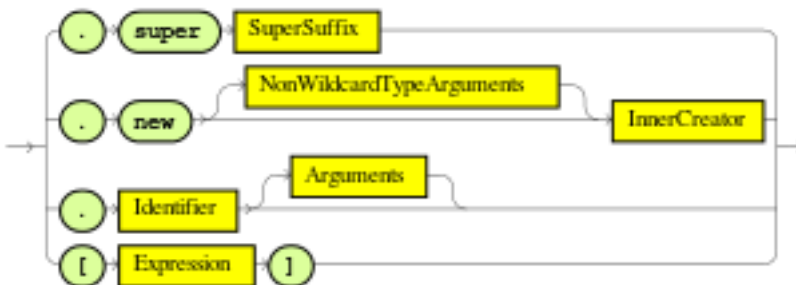 . super SuperSuffix
NonWildcardTypeArguments
. new InnerCreator
Arguments
. Identifier
[ Expression ]